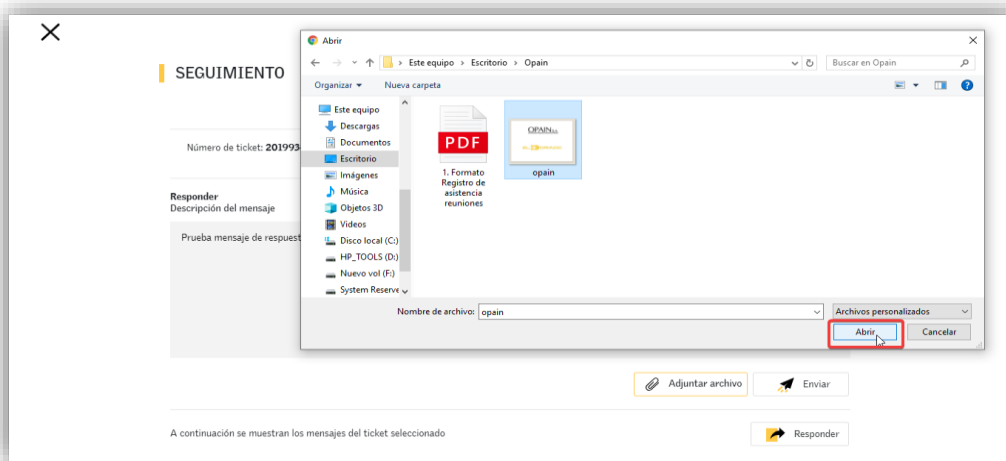 SEGUIMIENTO
Número de ticket: 201993
Responder
Descripción del mensaje
Prueba mensaje de respuest
Abrir
Este equipo > Escritorio > Opain
Buscar en Opain
Organizar
Nueva carpeta
Este equipo
Descargas
Documentos
Escritorio
Imágenes
Música
Objetos 3D
Videos
Disco local (C:)
HP_TOOLS (D:)
Nuevo vol (F:)
System Reserve
PDF
1. Formato
Registro de
asistencia
reuniones
OPAIN
opain
Nombre de archivo: opain
Archivos personalizados
Abrir
Cancelar
Adjuntar archivo
Enviar
A continuación se muestran los mensajes del ticket seleccionado
Responder